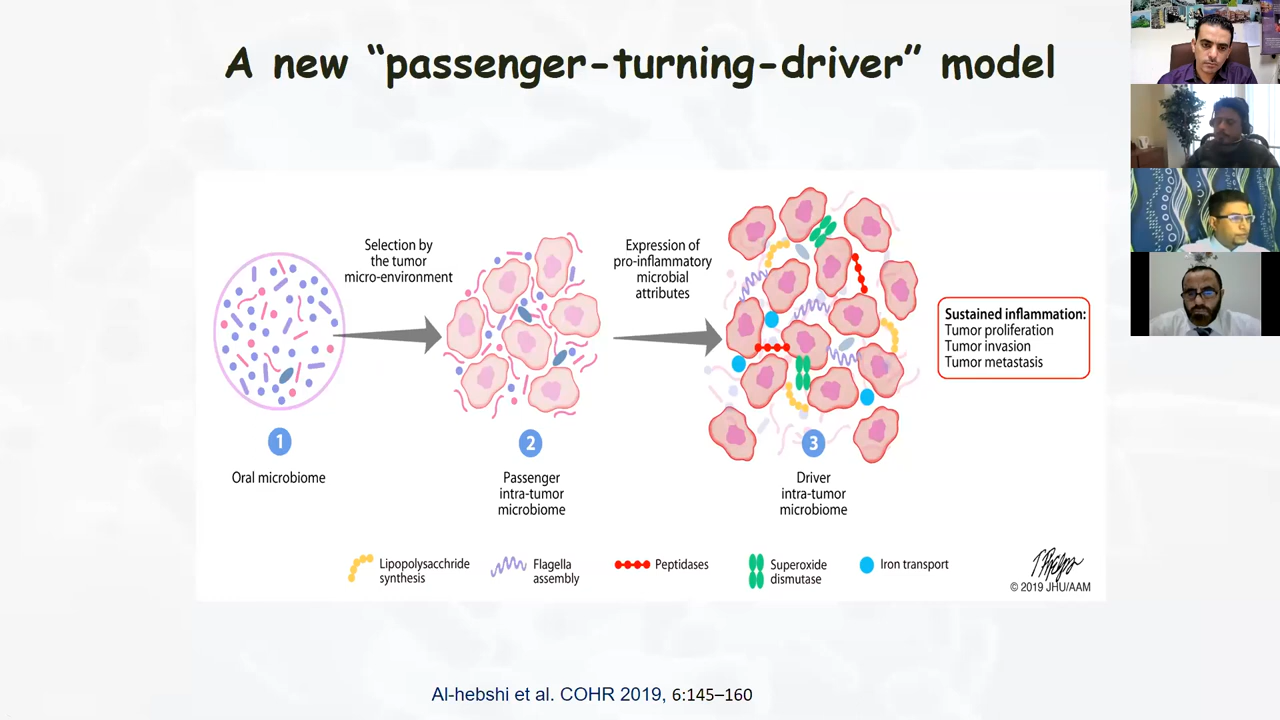 A new “passenger-turning-driver” model
Selection by
the tumor
micro-environment
Expression of
pro-inflammatory
microbial
attributes
Sustained inflammation:
Tumor proliferation
Tumor invasion
Tumor metastasis
1
2
3
Oral microbiome
Passenger
intra-tumor
microbiome
Driver
intra-tumor
microbiome
Lipopolysacchride
synthesis
Flagella
assembly
Peptidases
Superoxide
dismutase
Iron transport
© 2019 JHU/AAM
Al-hebshi et al. COHR 2019, 6:145–160